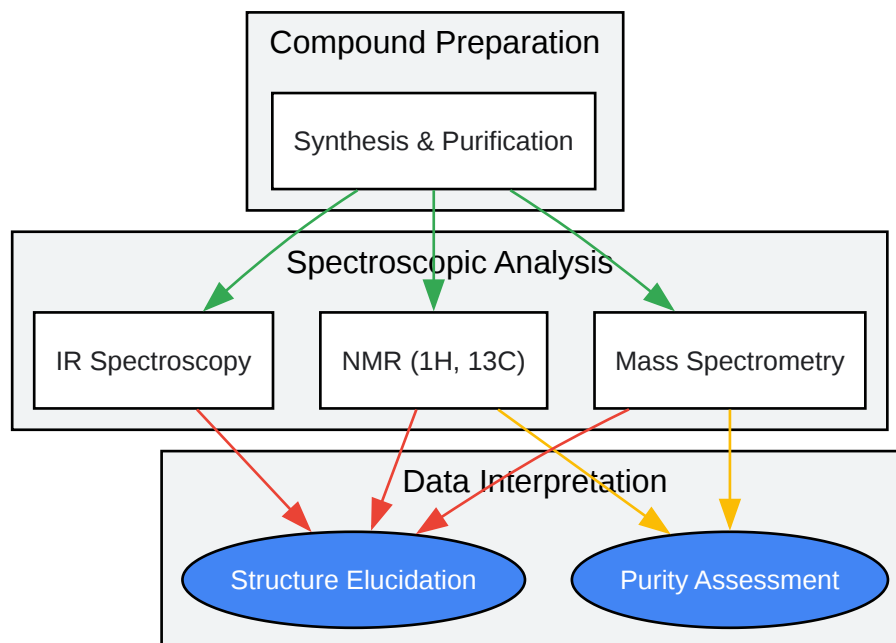 Compound Preparation
Synthesis & Purification
Spectroscopic Analysis
IR Spectroscopy
NMR (1H, 13C)
Mass Spectrometry
Data Interpretation
Structure Elucidation
Purity Assessment